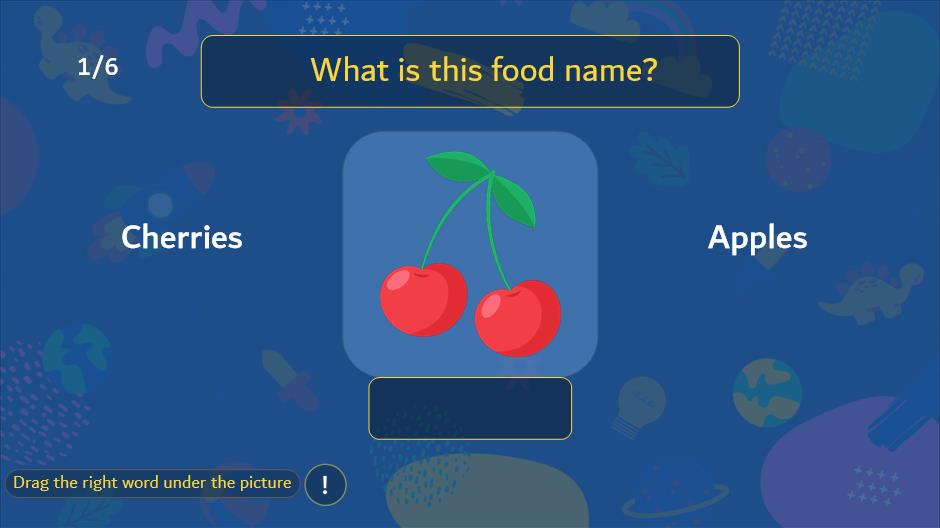 1/6
What is this food name?
Cherries
Apples
Drag the right word under the picture
!